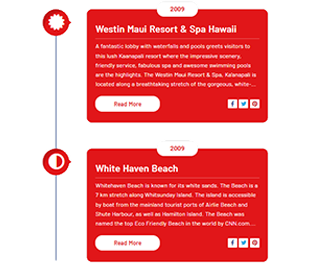 2009
Westin Maui Resort & Spa Hawaii
A fantastic lobby with waterfalls and pools greets visitors to
this lush Kaanapali resort where the impressive scenery,
friendly service, fabulous spa and awesome swimming pools
are the highlights. The Westin Maui Resort & Spa, Ka'anapali is
located along a breathtaking stretch of the gorgeous, white-...
Read More
2009
White Haven Beach
Whitehaven Beach is known for its white sands. The Beach is a
7 km stretch along Whitsunday Island. The island is accessible
by boat from the mainland tourist ports of Airlie Beach and
Shute Harbour, as well as Hamilton Island. The Beach was
named the top Eco Friendly Beach in the world by CNN.com...
Read More